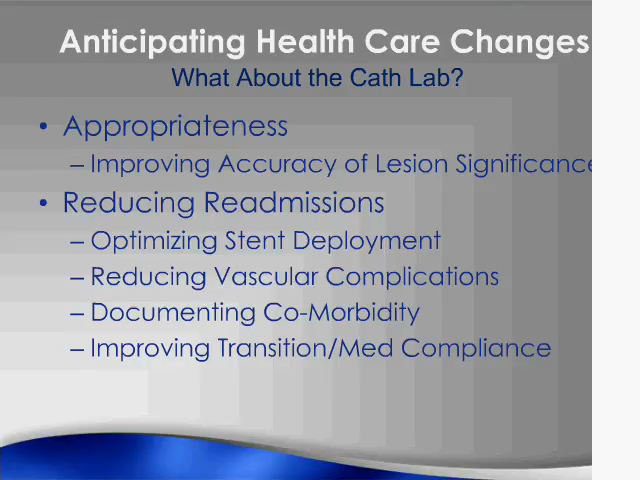 Anticipating Health Care Changes
What About the Cath Lab?
• Appropriateness
– Improving Accuracy of Lesion Significance
• Reducing Readmissions
– Optimizing Stent Deployment
– Reducing Vascular Complications
– Documenting Co-Morbidity
– Improving Transition/Med Compliance